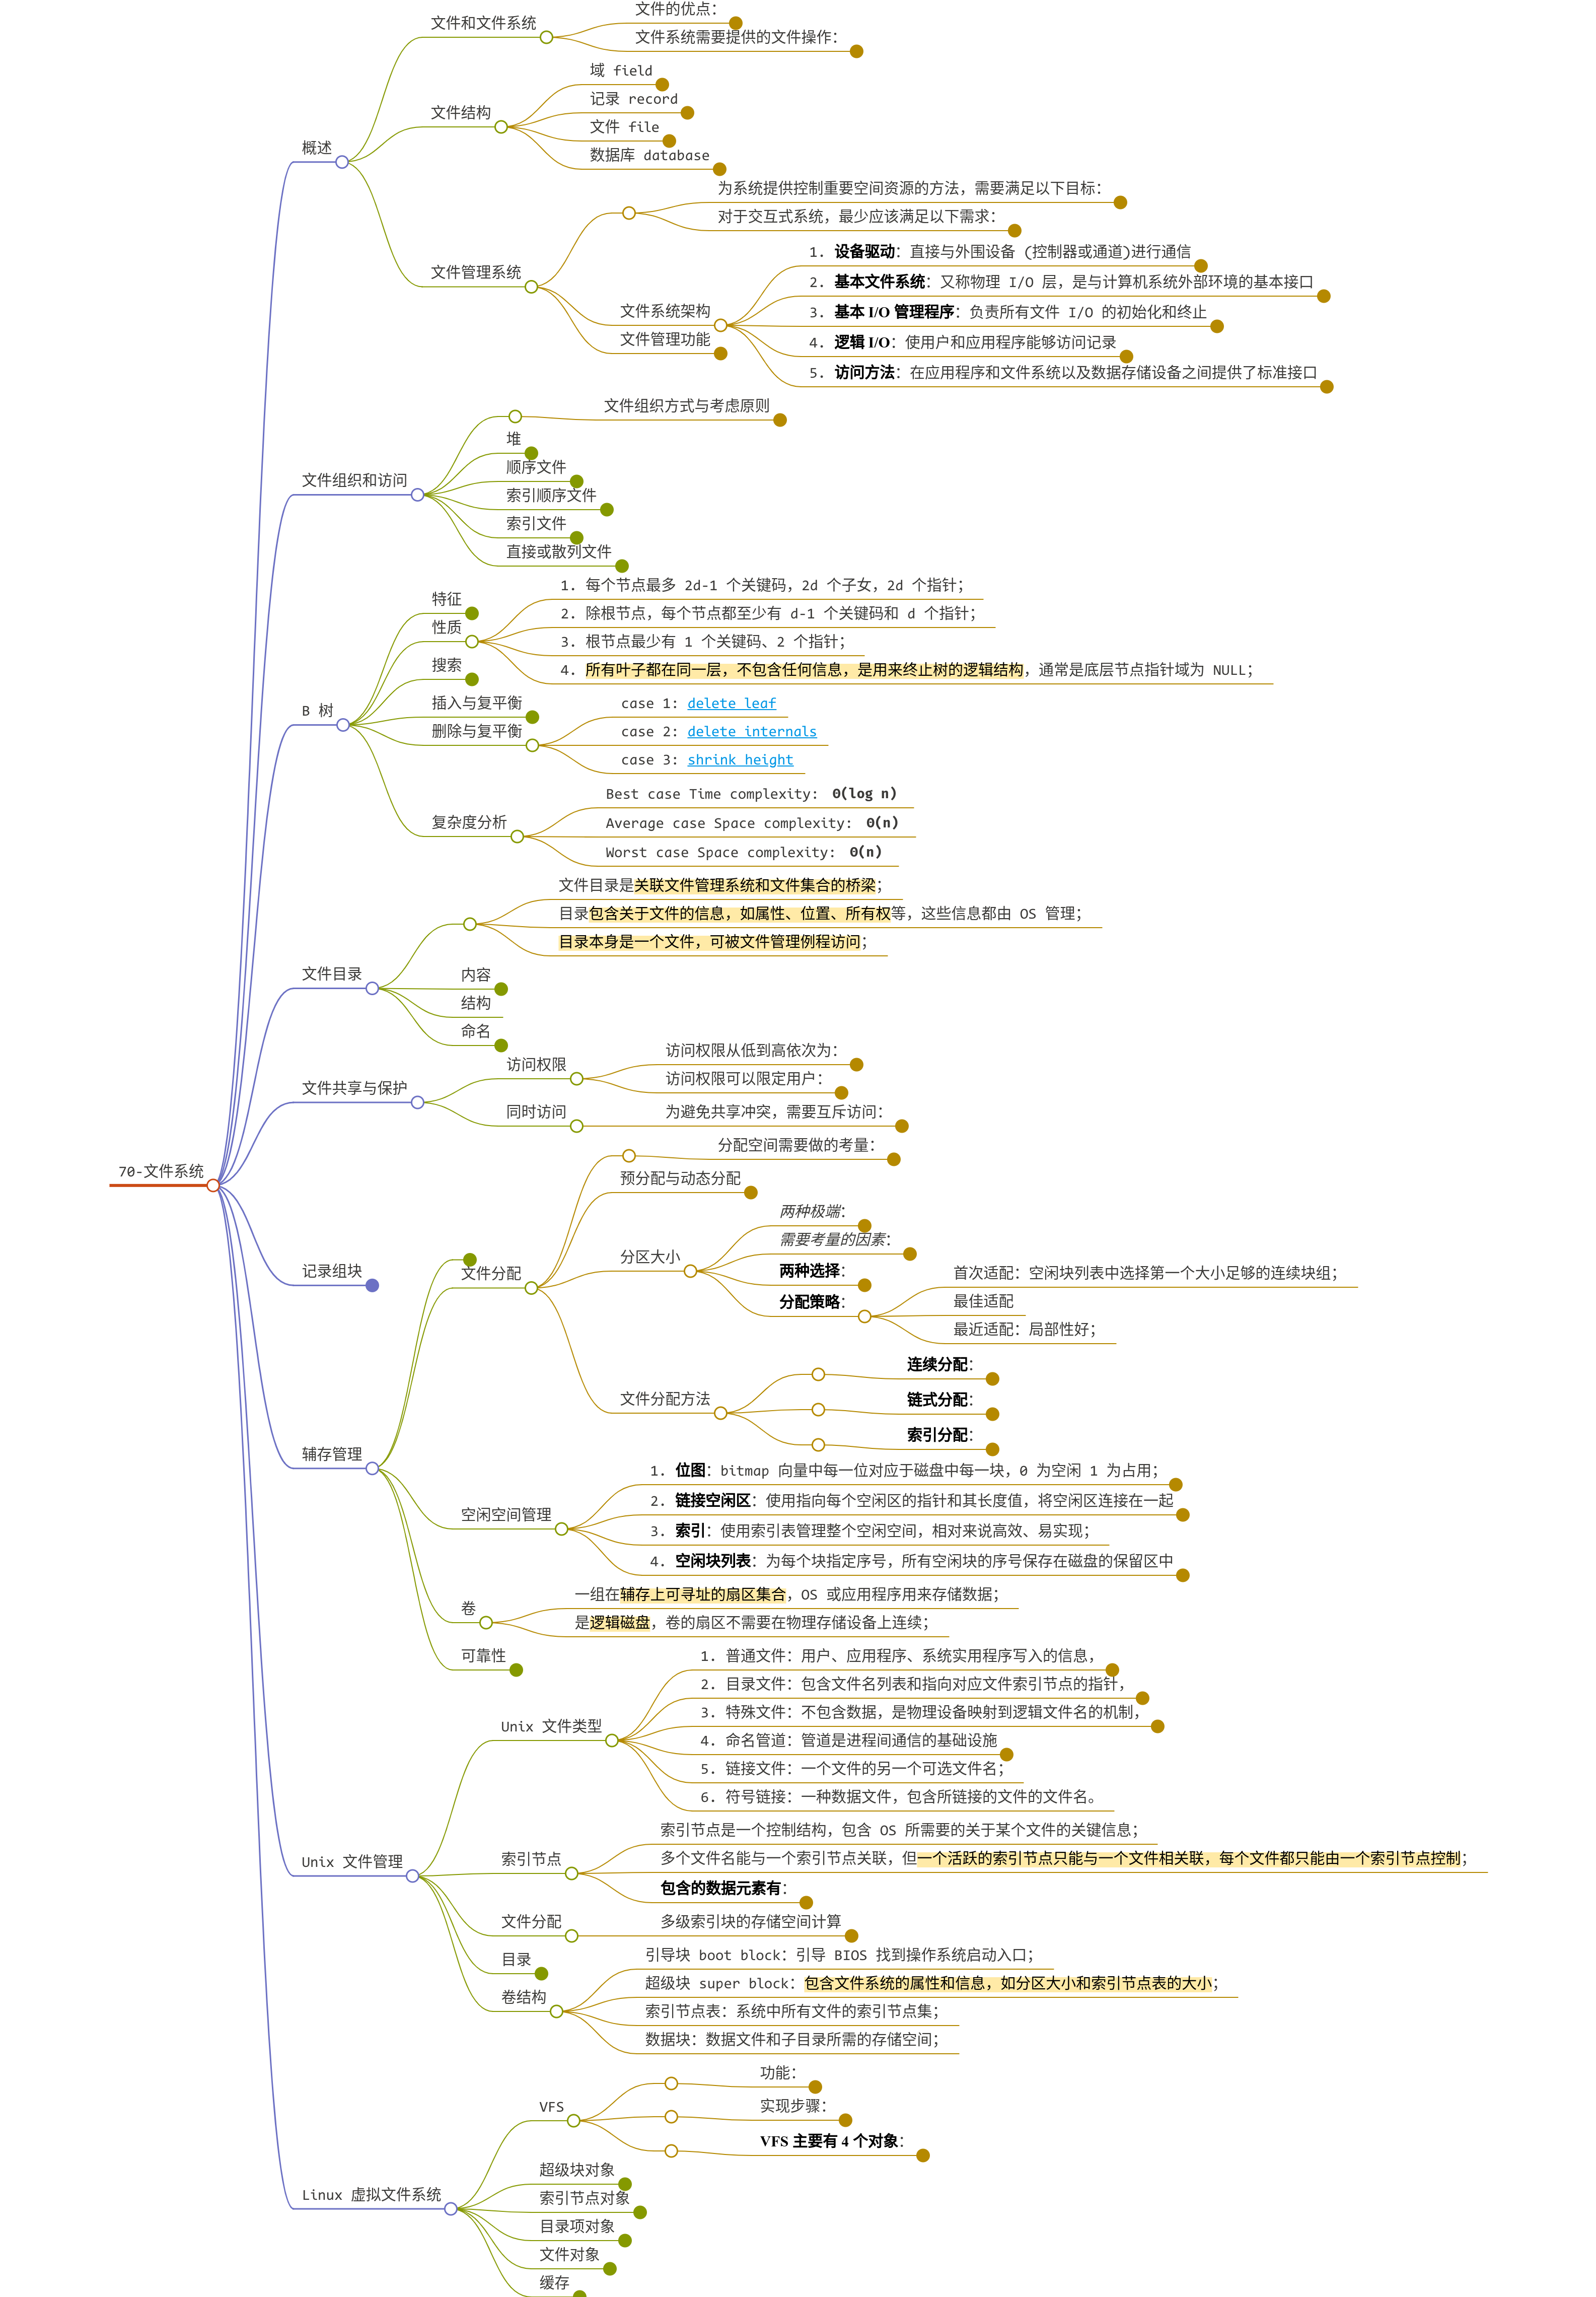 文件的优点：
文件和文件系统
文件系统需要提供的文件操作：
域 field
记录 record
文件结构
文件 file
概述
数据库 database
为系统提供控制重要空间资源的方法，需要满足以下目标：
对于交互式系统，最少应该满足以下需求：
1. 设备驱动：直接与外围设备 (控制器或通道)进行通信
文件管理系统
2. 基本文件系统：又称物理 I/O 层，是与计算机系统外部环境的基本接口
文件系统架构
3. 基本 I/O 管理程序：负责所有文件 I/O 的初始化和终止
文件管理功能
4. 逻辑 I/O：使用户和应用程序能够访问记录
5. 访问方法：在应用程序和文件系统以及数据存储设备之间提供了标准接口
文件组织方式与考虑原则
堆
顺序文件
文件组织和访问
索引顺序文件
索引文件
直接或散列文件
1. 每个节点最多 2d-1 个关键码，2d 个子女，2d 个指针；
特征
2. 除根节点，每个节点都至少有 d-1 个关键码和 d 个指针；
性质
3. 根节点最少有 1 个关键码、2 个指针；
搜索
4. 所有叶子都在同一层，不包含任何信息，是用来终止树的逻辑结构，通常是底层节点指针域为 NULL；
B 树
插入与复平衡
case 1: delete leaf
删除与复平衡
case 2: delete internals
case 3: shrink height
Best case Time complexity: Θ(log n)
复杂度分析
Average case Space complexity: Θ(n)
Worst case Space complexity: Θ(n)
文件目录是关联文件管理系统和文件集合的桥梁；
目录包含关于文件的信息，如属性、位置、所有权等，这些信息都由 OS 管理；
目录本身是一个文件，可被文件管理例程访问；
文件目录
内容
结构
命名
访问权限从低到高依次为：
访问权限
访问权限可以限定用户：
文件共享与保护
同时访问
为避免共享冲突，需要互斥访问：
70-文件系统
分配空间需要做的考量：
预分配与动态分配
两种极端：
需要考量的因素：
分区大小
两种选择：
记录组块
文件分配
分配策略：
首次适配：空闲块列表中选择第一个大小足够的连续块组；
最佳适配
最近适配：局部性好；
连续分配：
文件分配方法
链式分配：
索引分配：
辅存管理
1. 位图：bitmap 向量中每一位对应于磁盘中每一块，0 为空闲 1 为占用；
2. 链接空闲区：使用指向每个空闲区的指针和其长度值，将空闲区连接在一起
空闲空间管理
3. 索引：使用索引表管理整个空闲空间，相对来说高效、易实现；
4. 空闲块列表：为每个块指定序号，所有空闲块的序号保存在磁盘的保留区中
一组在辅存上可寻址的扇区集合，OS 或应用程序用来存储数据；
卷
是逻辑磁盘，卷的扇区不需要在物理存储设备上连续；
可靠性
1. 普通文件：用户、应用程序、系统实用程序写入的信息，
2. 目录文件：包含文件名列表和指向对应文件索引节点的指针，
3. 特殊文件：不包含数据，是物理设备映射到逻辑文件名的机制，
Unix 文件类型
4. 命名管道：管道是进程间通信的基础设施
5. 链接文件：一个文件的另一个可选文件名；
6. 符号链接：一种数据文件，包含所链接的文件的文件名。
索引节点是一个控制结构，包含 OS 所需要的关于某个文件的关键信息；
Unix 文件管理
索引节点
多个文件名能与一个索引节点关联，但一个活跃的索引节点只能与一个文件相关联，每个文件都只能由一个索引节点控制；
包含的数据元素有：
文件分配
多级索引块的存储空间计算
目录
引导块 boot block：引导 BIOS 找到操作系统启动入口；
卷结构
超级块 super block：包含文件系统的属性和信息，如分区大小和索引节点表的大小；
索引节点表：系统中所有文件的索引节点集；
数据块：数据文件和子目录所需的存储空间；
功能：
VFS
实现步骤：
VFS 主要有 4 个对象：
超级块对象
Linux 虚拟文件系统
索引节点对象
目录项对象
文件对象
缓存